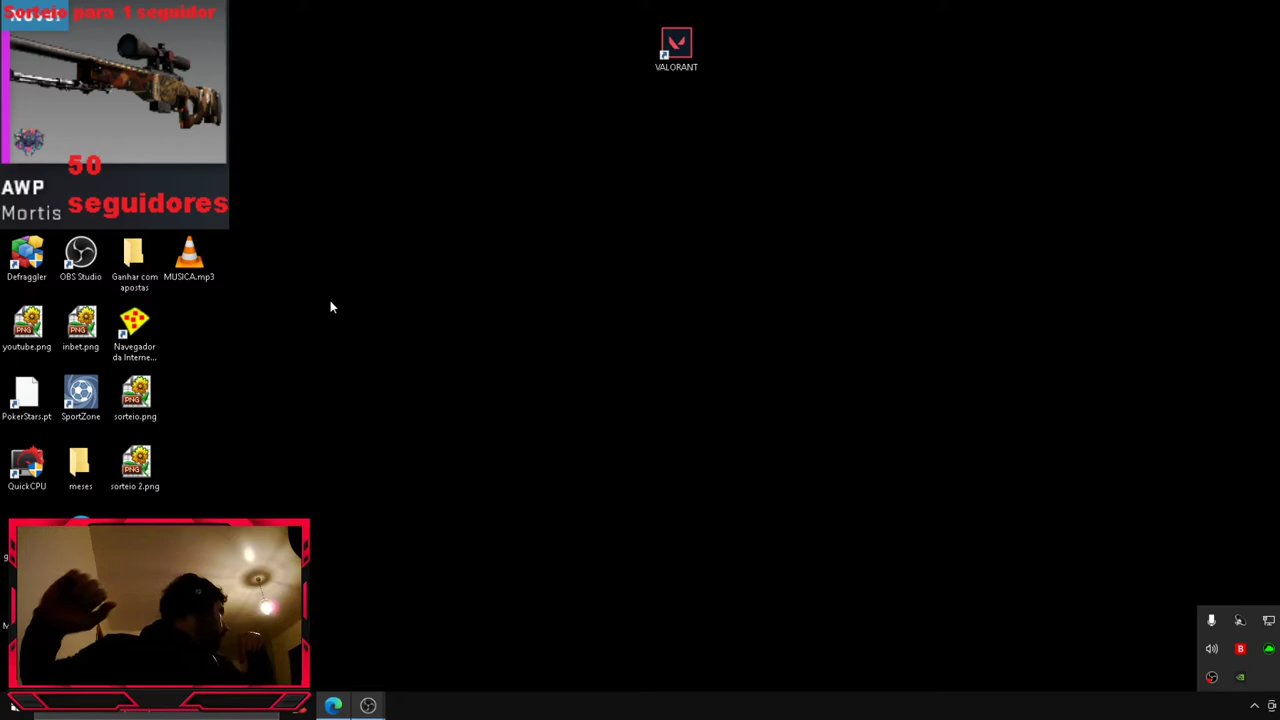 Sorteio para 1 seguidor
50
seguidores
AWP
Mortis
VALORANT
Defraggler
OBS Studio
Ganhar com
apostas
MUSICA.mp3
youtube.png
inbet.png
Navegador
da Interne...
PokerStars.pt
SportZone
sorteio.png
QuickCPU
meses
sorteio 2.png